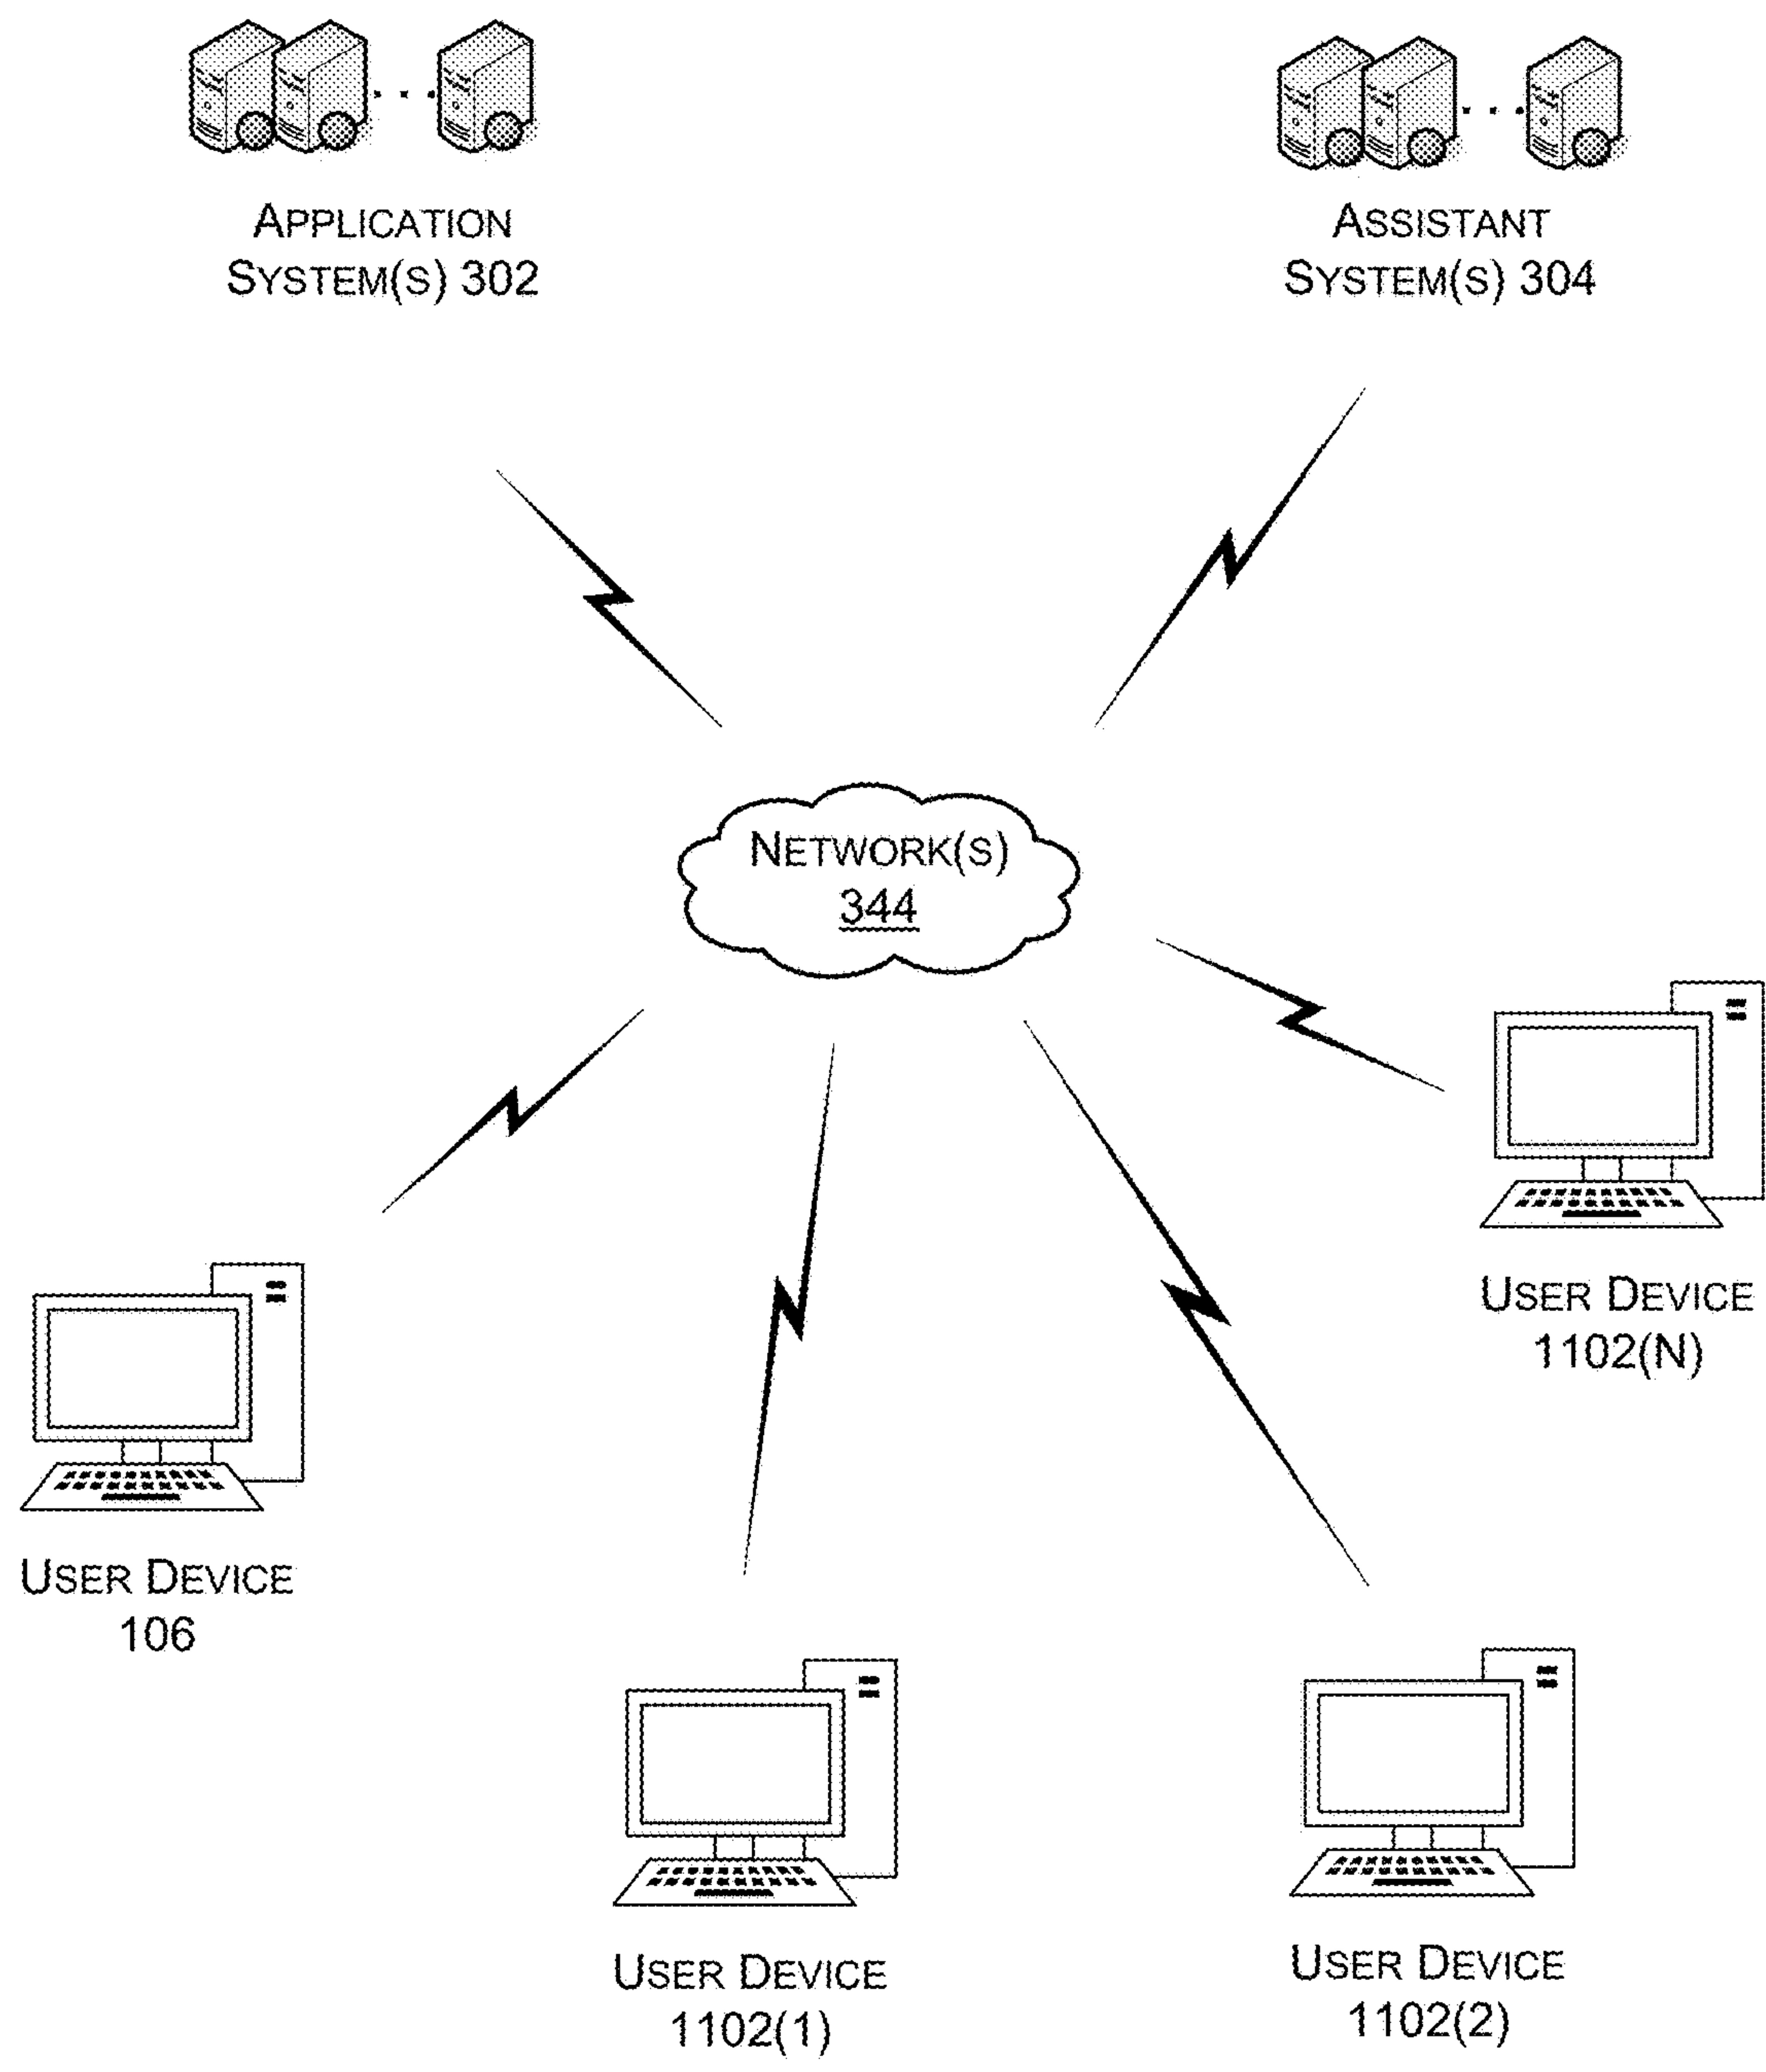 APPLICATION
SYSTEM(S) 302
ASSISTANT
SYSTEM(S) 304
NETWORK(S)
344
USER DEVICE
1102(N)
USER DEVICE
106
USER DEVICE
1102(1)
USER DEVICE
1102(2)